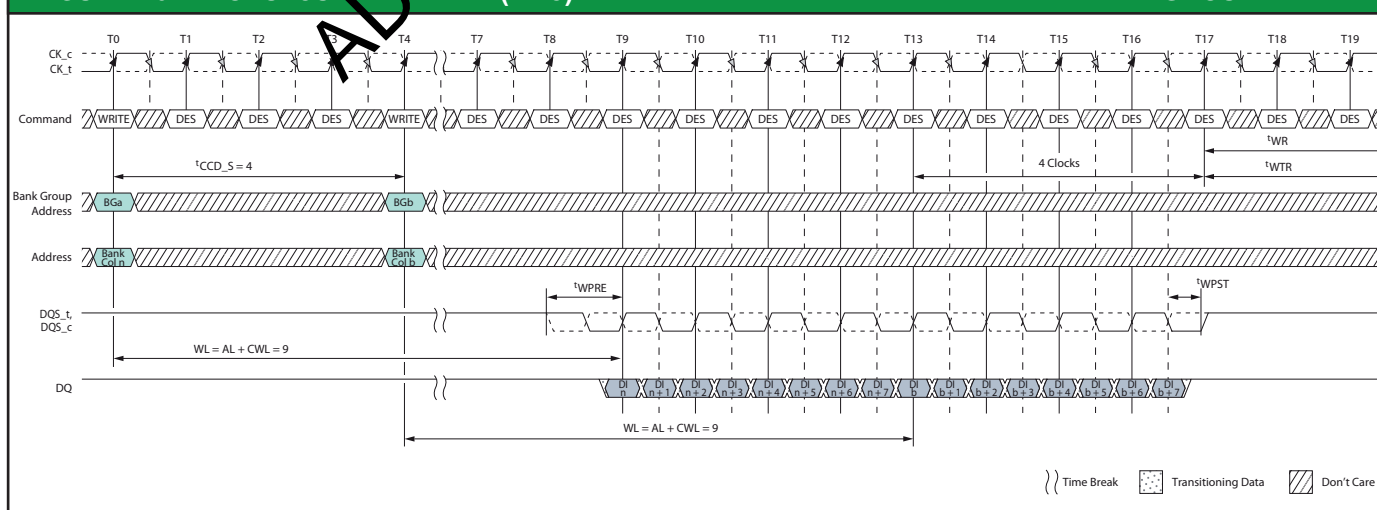 AD
T0 T1 T2 T3 T4 T7 T8 T9 T10 T11 T12 T13 T14 T15 T16 T17 T18 T19
CK_c
CK_t
Command WRITE DES DES DES WRITE DES DES DES DES DES DES DES DES DES DES DES DES DES
tWR
tCCD_S = 4 4 Clocks tWTR
Bank Group
Address BGa BGb
Address Bank
Col n Bank
Col b
tWPRE tWPST
DQS_t,
DQS_c
WL = AL + CWL = 9
DQ DI
n DI
n + 1 DI
n + 2 DI
n + 3 DI
n + 4 DI
n + 5 DI
n + 6 DI
n + 7 DI
b DI
b + 1 DI
b + 2 DI
b + 3 DI
b + 4 DI
b + 5 DI
b + 6 DI
b + 7
WL = AL + CWL = 9
Time Break Transitioning Data Don't Care